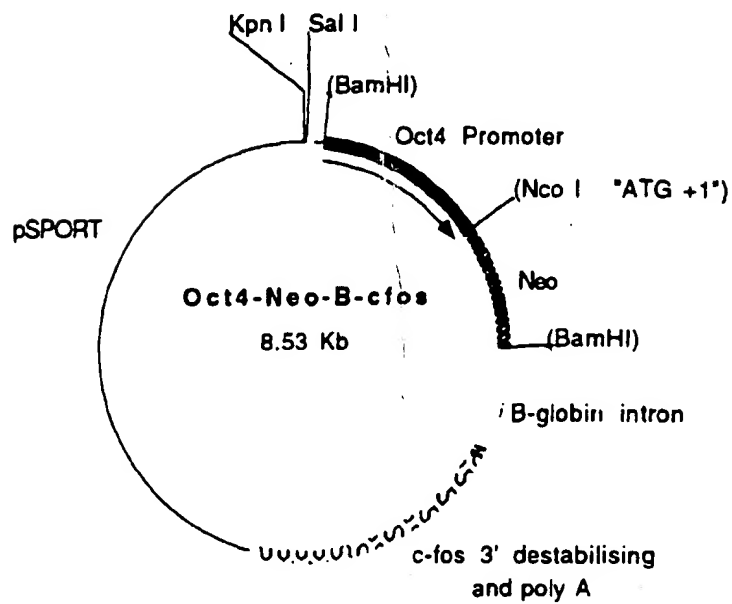 Kpn I Sal I
(BamHI)
Oct4 Promoter
(Nco I "ATG +1")
pSPORT
Neo
Oct4-Neo-B-cfos
8.53 Kb
(BamHI)
B-globin intron
c-fos 3' destabilising
and poly A